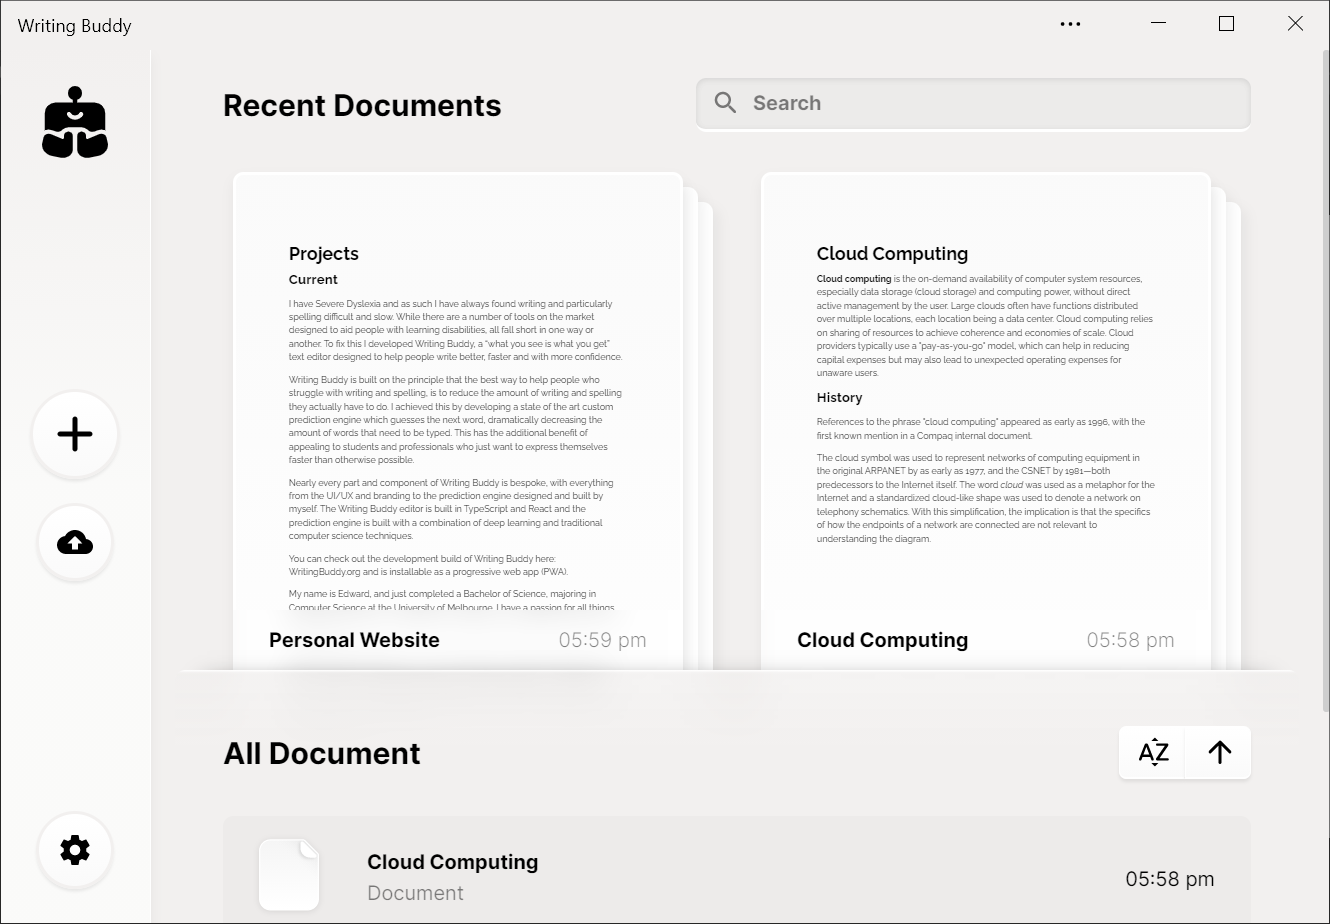 Writing Buddy
Recent Documents
Search
Projects
Current
I have Severe Dyslexia and as such I have always found writing and particularly
spelling difficult and slow. While there are a number of tools on the market
designed to aid people with learning disabilities, all fall short in one way or
another. To fix this I developed Writing Buddy, a "what you see is what you get"
text editor designed to help people write better, faster and with more confidence.
Writing Buddy is built on the principle that the best way to help people who
struggle with writing and spelling, is to reduce the amount of writing and spelling
they actually have to do. I achieved this by developing a state of the art custom
prediction engine which guesses the next word, dramatically decreasing the
amount of words that need to be typed. This has the additional benefit of
appealing to students and professionals who just want to express themselves
faster than otherwise possible.
Nearly every part and component of Writing Buddy is bespoke, with everything
from the UI/UX and branding to the prediction engine designed and built by
myself. The Writing Buddy editor is built in TypeScript and React and the
prediction engine is built with a combination of deep learning and traditional
computer science techniques.
You can check out the development build of Writing Buddy here:
WritingBuddy.org and is installable as a progressive web app (PWA).
My name is Edward, and just completed a Bachelor of Science, majoring in
Computer Science at the University of Melbourne. I have a passion for all things
Personal Website
05:59 pm
Cloud Computing
Cloud computing is the on-demand availability of computer system resources,
especially data storage (cloud storage) and computing power, without direct
active management by the user. Large clouds often have functions distributed
over multiple locations, each location being a data center. Cloud computing relies
on sharing of resources to achieve coherence and economies of scale. Cloud
providers typically use a "pay-as-you-go" model, which can help in reducing
capital expenses but may also lead to unexpected operating expenses for
unaware users.
History
References to the phrase "cloud computing" appeared as early as 1996, with the
first known mention in a Compaq internal document.
The cloud symbol was used to represent networks of computing equipment in
the original ARPANET by as early as 1977, and the CSNET by 1981—both
predecessors to the Internet itself. The word cloud was used as a metaphor for the
Internet and a standardized cloud-like shape was used to denote a network on
telephony schematics. With this simplification, the implication is that the specifics
of how the endpoints of a network are connected are not relevant to
understanding the diagram.
Cloud Computing
05:58 pm
All Document
AZ
Cloud Computing
Document
05:58 pm